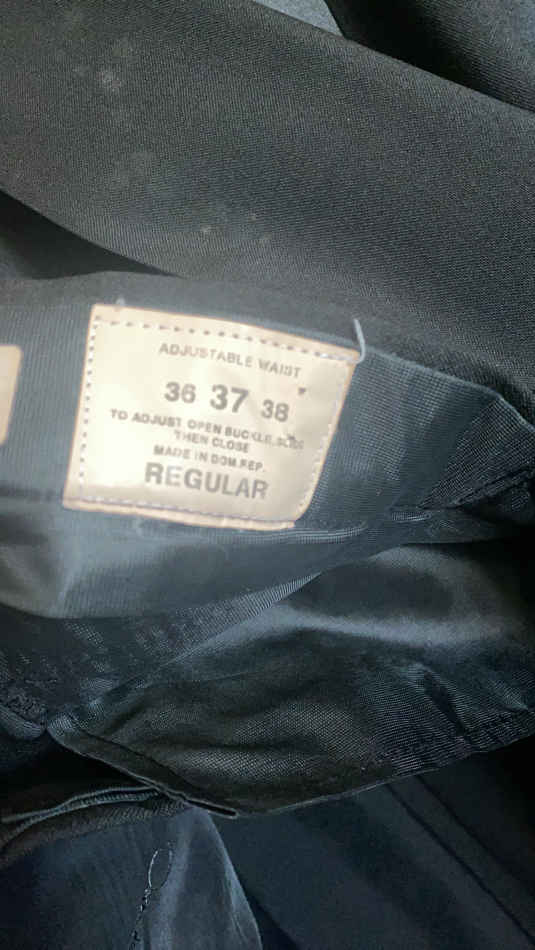 ADJUSTABLE WAIST
36 37 38
TO ADJUST OPEN BUCKLE, SLIDE
THEN CLOSE
MADE IN DOM.REP.
REGULAR